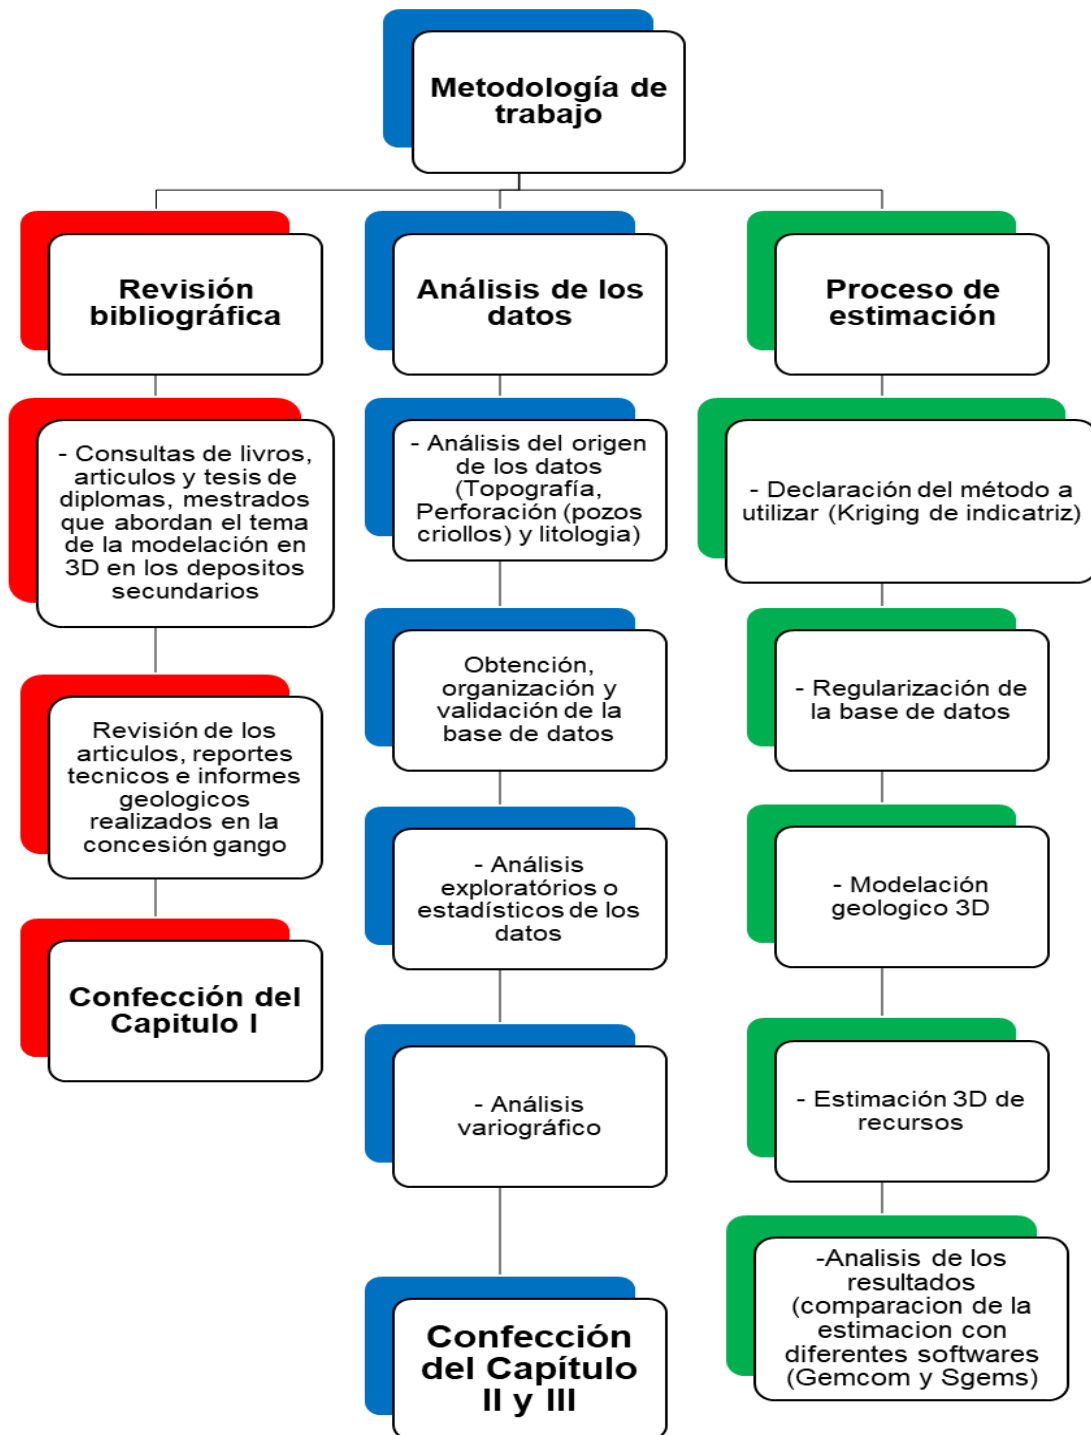 Metodología de
trabajo
Revisión
bibliográfica
- Consultas de livros,
articulos y tesis de
diplomas, mestrados
que abordan el tema
de la modelación en
3D en los depositos
secundarios
Revisión de los
articulos, reportes
tecnicos e informes
geologicos
realizados en la
concesión gango
Confección del
Capitulo I
Análisis de los
datos
- Análisis del origen
de los datos
(Topografía,
Perforación (pozos
criollos) y litologia)
Obtención,
organización y
validación de la
base de datos
- Análisis
exploratórios o
estadísticos de los
datos
- Análisis
variográfico
Confección
del Capítulo
II y III
Proceso de
estimación
- Declaración del método a
utilizar (Kriging de indicatriz)
- Regularización de
la base de datos
- Modelación
geologico 3D
- Estimación 3D de
recursos
-Analisis de los
resultados
(comparacion de la
estimacion con
diferentes softwares
(Gemcom y Sgems)